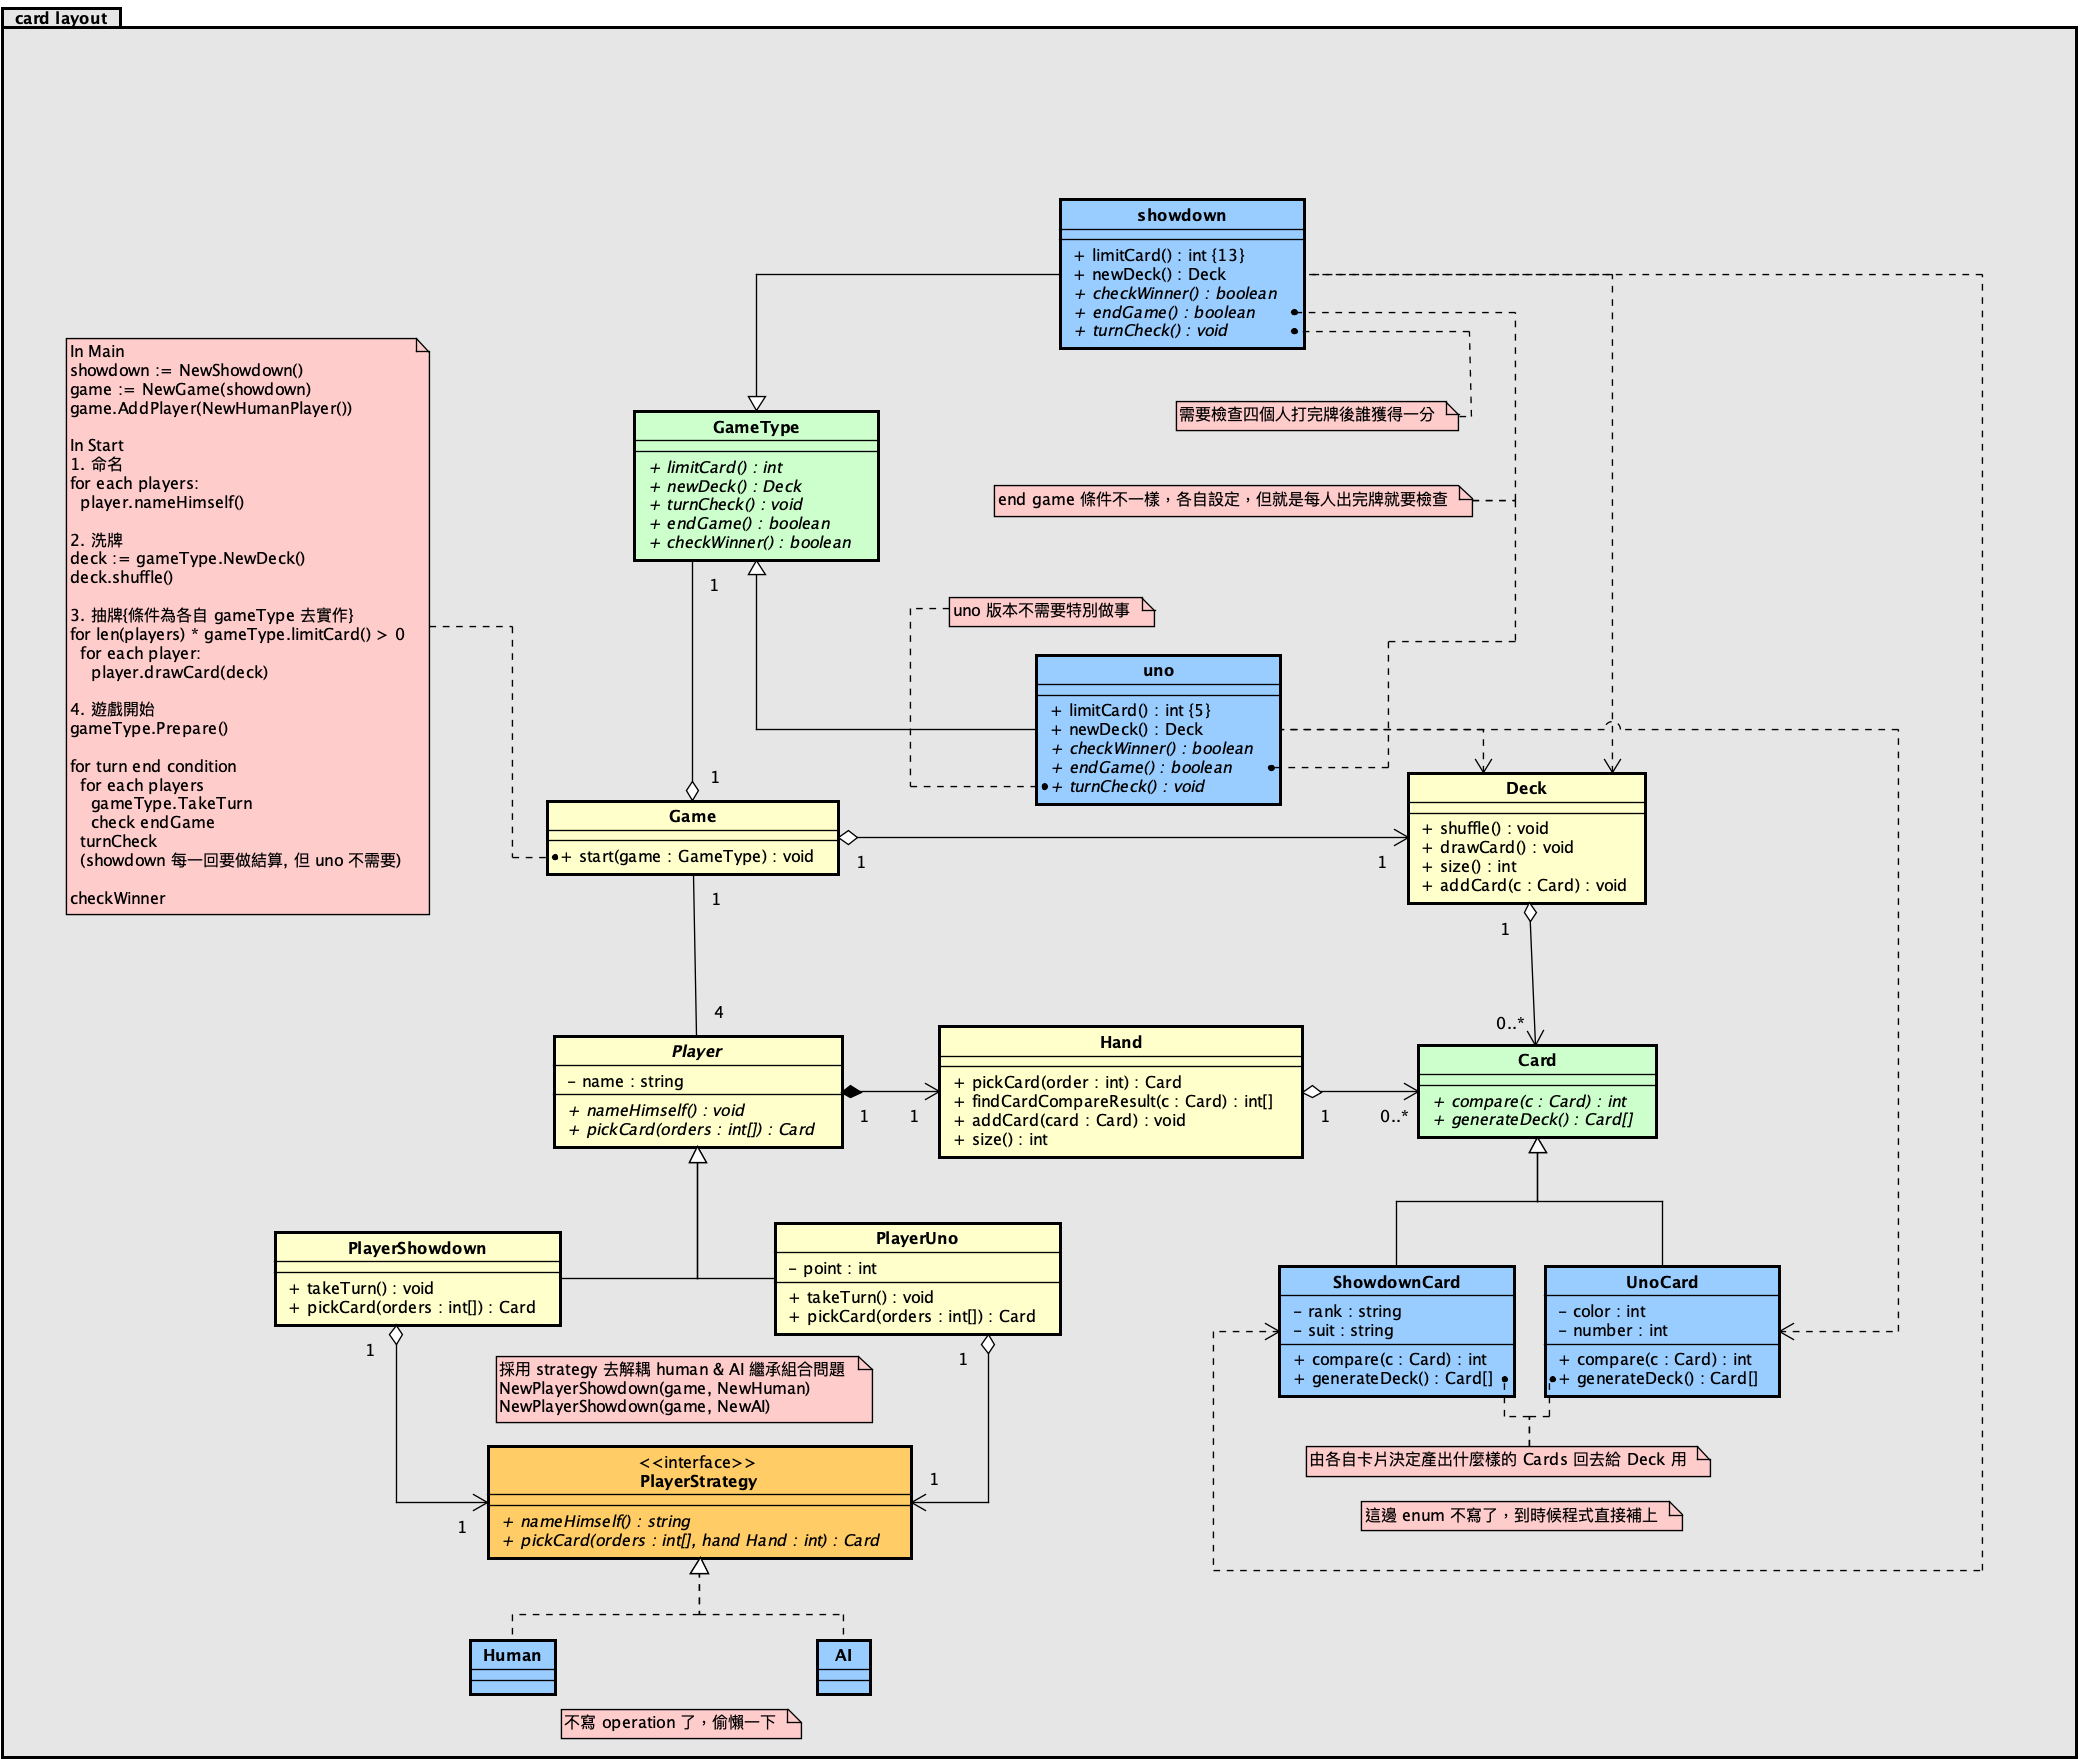 card layout
showdown
+ limitCard() : int {13}
+ newDeck() : Deck
+ checkWinner() : boolean
+ endGame() : boolean
+ turnCheck() : void
In Main
showdown := NewShowdown()
game := NewGame(showdown)
game.AddPlayer(NewHumanPlayer())
In Start
1. 命名
for each players:
player.nameHimself()
2. 洗牌
deck := gameType.NewDeck()
deck.shuffle()
3. 抽牌{條件為各自 gameType 去實作}
for len(players) * gameType.limitCard() > 0
for each player:
player.drawCard(deck)
4. 遊戲開始
gameType.Prepare()
for turn end condition
for each players
gameType.TakeTurn
check endGame
turnCheck
(showdown 每一回要做結算, 但 uno 不需要)
checkWinner
需要檢查四個人打完牌後誰獲得一分
GameType
+ limitCard() : int
+ newDeck() : Deck
+ turnCheck() : void
+ endGame() : boolean
+ checkWinner() : boolean
end game 條件不一樣，各自設定，但就是每人出完牌就要檢查
1
uno 版本不需要特別做事
uno
+ limitCard() : int {5}
+ newDeck() : Deck
+ checkWinner() : boolean
+ endGame() : boolean
+ turnCheck() : void
1
Game
+ start(game : GameType) : void
1
1
Deck
+ shuffle() : void
+ drawCard() : void
+ size() : int
+ addCard(c : Card) : void
1
1
4
0..*
Player
– name : string
+ nameHimself() : void
+ pickCard(orders : int[]) : Card
1
1
Hand
+ pickCard(order : int) : Card
+ findCardCompareResult(c : Card) : int[]
+ addCard(card : Card) : void
+ size() : int
1
0..*
Card
+ compare(c : Card) : int
+ generateDeck() : Card[]
PlayerShowdown
+ takeTurn() : void
+ pickCard(orders : int[]) : Card
PlayerUno
– point : int
+ takeTurn() : void
+ pickCard(orders : int[]) : Card
ShowdownCard
– rank : string
– suit : string
+ compare(c : Card) : int
+ generateDeck() : Card[]
UnoCard
– color : int
– number : int
+ compare(c : Card) : int
+ generateDeck() : Card[]
1
1
採用 strategy 去解耦 human & AI 繼承組合問題
NewPlayerShowdown(game, NewHuman)
NewPlayerShowdown(game, NewAI)
由各自卡片決定產出什麼樣的 Cards 回去給 Deck 用
<<interface>>
PlayerStrategy
+ nameHimself() : string
+ pickCard(orders : int[], hand Hand : int) : Card
1
1
這邊 enum 不寫了，到時候程式直接補上
Human
AI
不寫 operation 了，偷懶一下